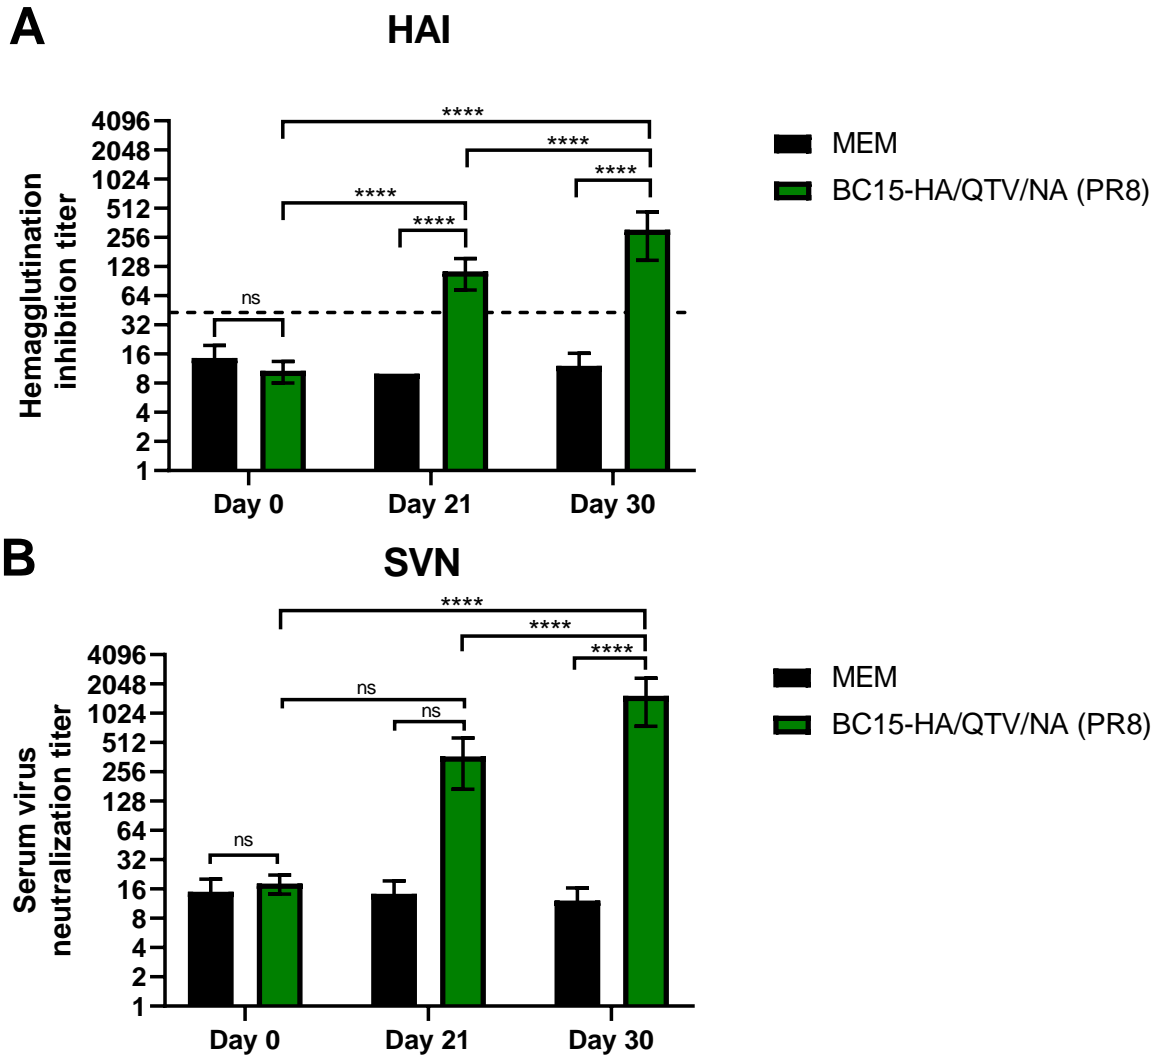 A
HAI
Hemagglutination
inhibition titer
4096
2048
1024
512
256
128
64
32
16
8
4
2
1
****
****
****
****
****
ns
Day 0
Day 21
Day 30
MEM
BC15-HA/QTV/NA (PR8)
B
SVN
Serum virus
neutralization titer
4096
2048
1024
512
256
128
64
32
16
8
4
2
1
****
****
****
ns
ns
ns
Day 0
Day 21
Day 30
MEM
BC15-HA/QTV/NA (PR8)